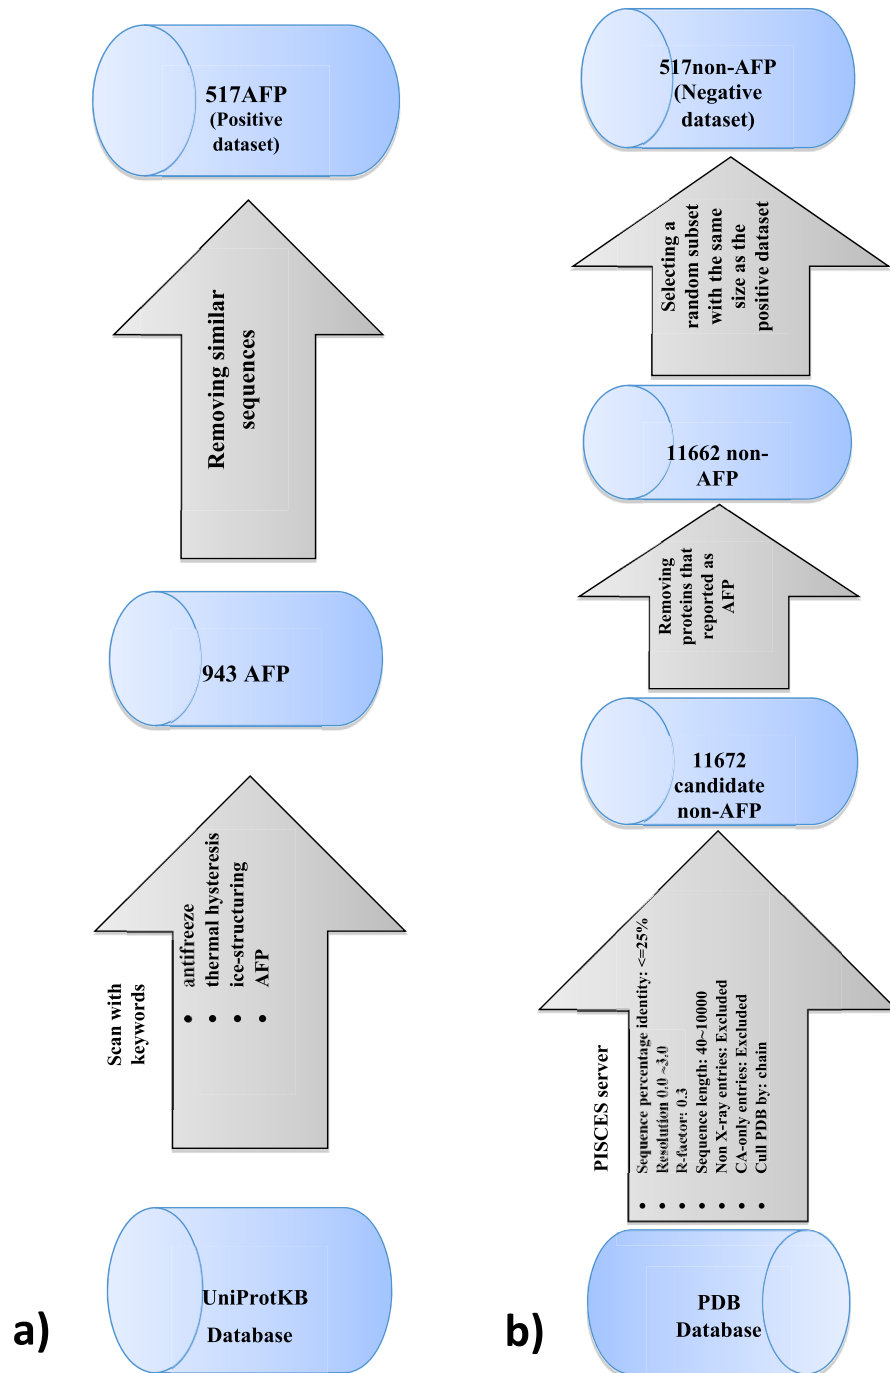 517AFP
(Positive
dataset)
Removing similar
sequences
943 AFP
Scan with
keywords
• antifreeze
• thermal hysteresis
• ice-structuring
• AFP
UniProtKB
Database
a)
517non-AFP
(Negative
dataset)
Selecting a
random subset
with the same
size as the
positive dataset
11662 non-
AFP
Removing
proteins that
reported as
AFP
11672
candidate
non-AFP
PISCES server
• Sequence percentage identity: <=25%
• Resolution 0.0 ~3.0
• R-factor: 0.3
• Sequence length: 40~10000
• Non X-ray entries: Excluded
• CA-only entries: Excluded
• Cull PDB by: chain
PDB
Database
b)